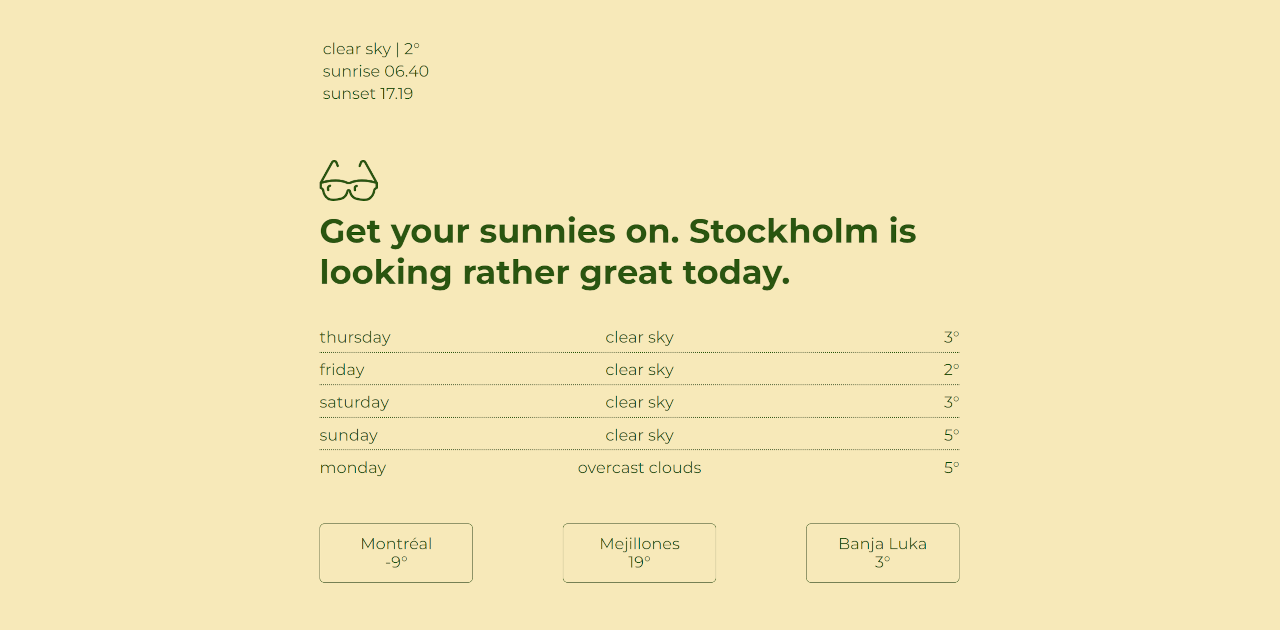 clear sky | 2°
sunrise 06.40
sunset 17.19
Get your sunnies on. Stockholm is
looking rather great today.
thursday clear sky 3°
friday clear sky 2°
saturday clear sky 3°
sunday clear sky 5°
monday overcast clouds 5°
Montréal Mejillones Banja Luka
-9° 19° 3°